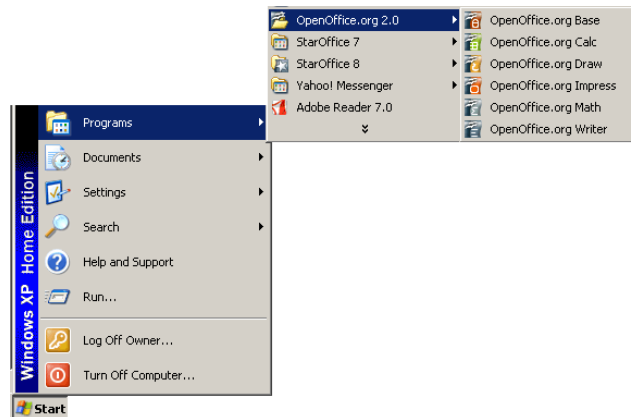 OpenOffice.org 2.0
StarOffice 7
StarOffice 8
Yahoo! Messenger
Adobe Reader 7.0
OpenOffice.org Base
OpenOffice.org Calc
OpenOffice.org Draw
OpenOffice.org Impress
OpenOffice.org Math
OpenOffice.org Writer
Windows XP Home Edition
Programs
Documents
Settings
Search
Help and Support
Run...
Log Off Owner...
Turn Off Computer...
Start